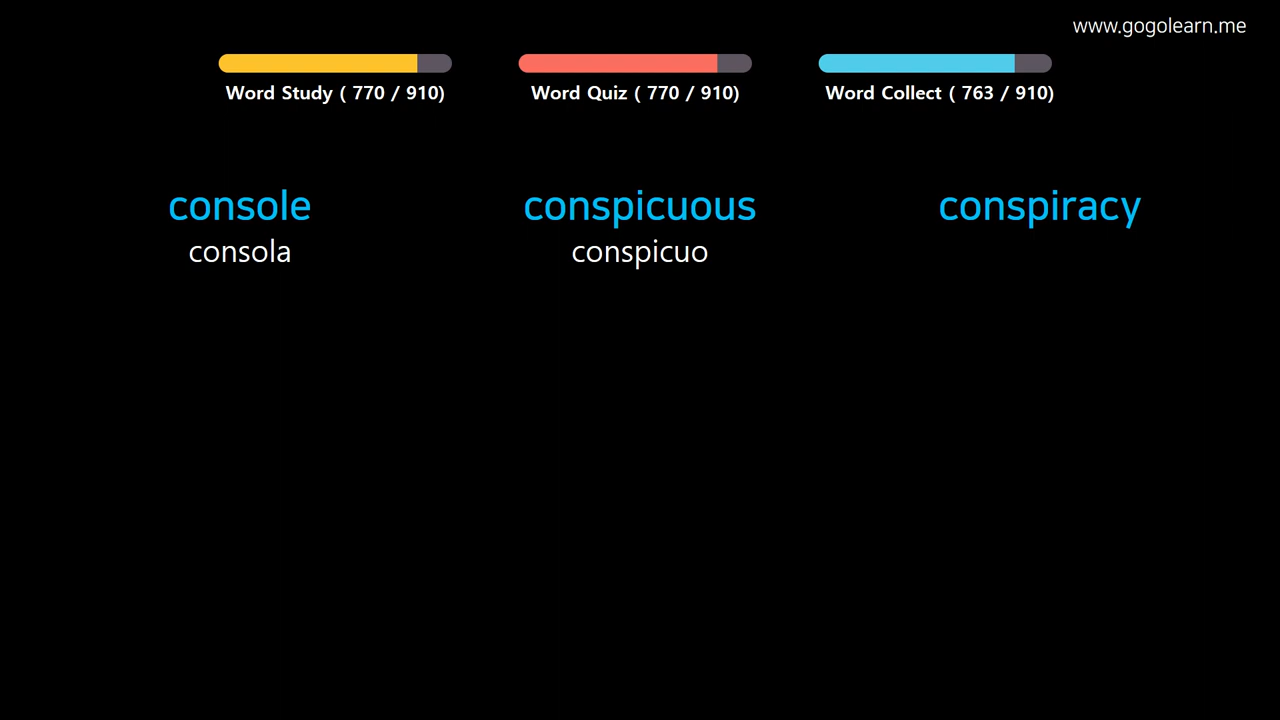 www.gogolearn.me
Word Study ( 770 / 910)
Word Quiz ( 770 / 910)
Word Collect ( 763 / 910)
console
conspicuous
conspiracy
consola
conspicuo